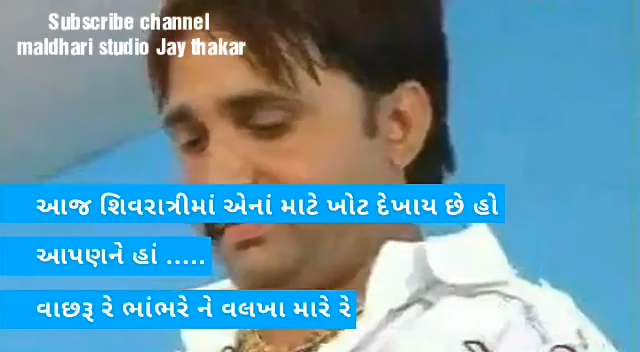 Subscribe channel
maldhari studio Jay thakar
આજ શિવરાત્રીમાં એનાં માટે ખોટ દેખાય છે હો
આપણને હાં .....
વાછરૂ રે ભાંભરે ને વલખા મારે રે